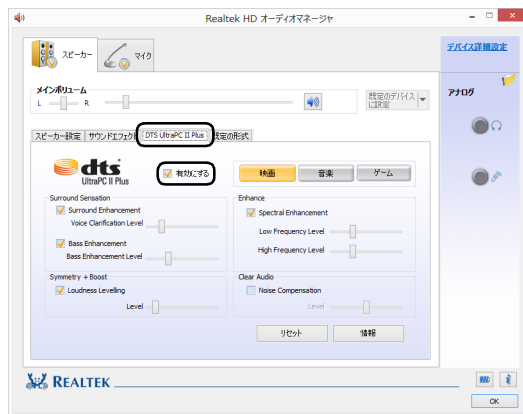 Realtek HD オーディオマネージャ
スピーカー
マイク
デバイス詳細設定
メインボリューム
L
R
既定のデバイス
に設定
アナログ
スピーカー設定
サウンドエフェクト
DTS UltraPC II Plus
既定の形式
dts
UltraPC II Plus
有効にする
映画
音楽
ゲーム
Surround Sensation
Surround Enhancement
Voice Clarification Level
Bass Enhancement
Bass Enhancement Level
Enhance
Spectral Enhancement
Low Frequency Level
High Frequency Level
Symmetry + Boost
Loudness Levelling
Level
Clear Audio
Noise Compensation
Level
リセット
情報
REALTEK
OK